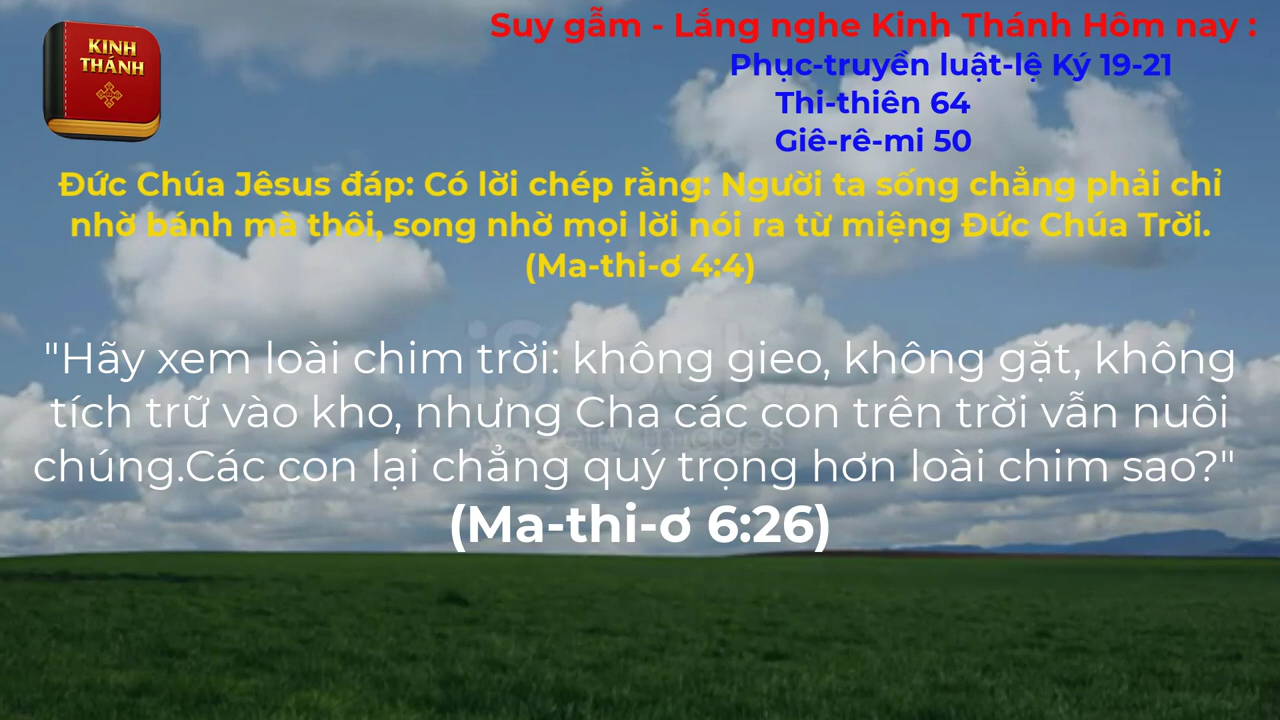 KINH
THÁNH
Suy gẫm - Lắng nghe Kinh Thánh Hôm nay :
Phục-truyền luật-lệ Ký 19-21
Thi-thiên 64
Giê-rê-mi 50
Đức Chúa Jêsus đáp: Có lời chép rằng: Người ta sống chẳng phải chỉ
nhờ bánh mà thôi, song nhờ mọi lời nói ra từ miệng Đức Chúa Trời.
(Ma-thi-ơ 4:4)
iStock
Getty Images
"Hãy xem loài chim trời: không gieo, không gặt, không
tích trữ vào kho, nhưng Cha các con trên trời vẫn nuôi
chúng.Các con lại chẳng quý trọng hơn loài chim sao?"
(Ma-thi-ơ 6:26)